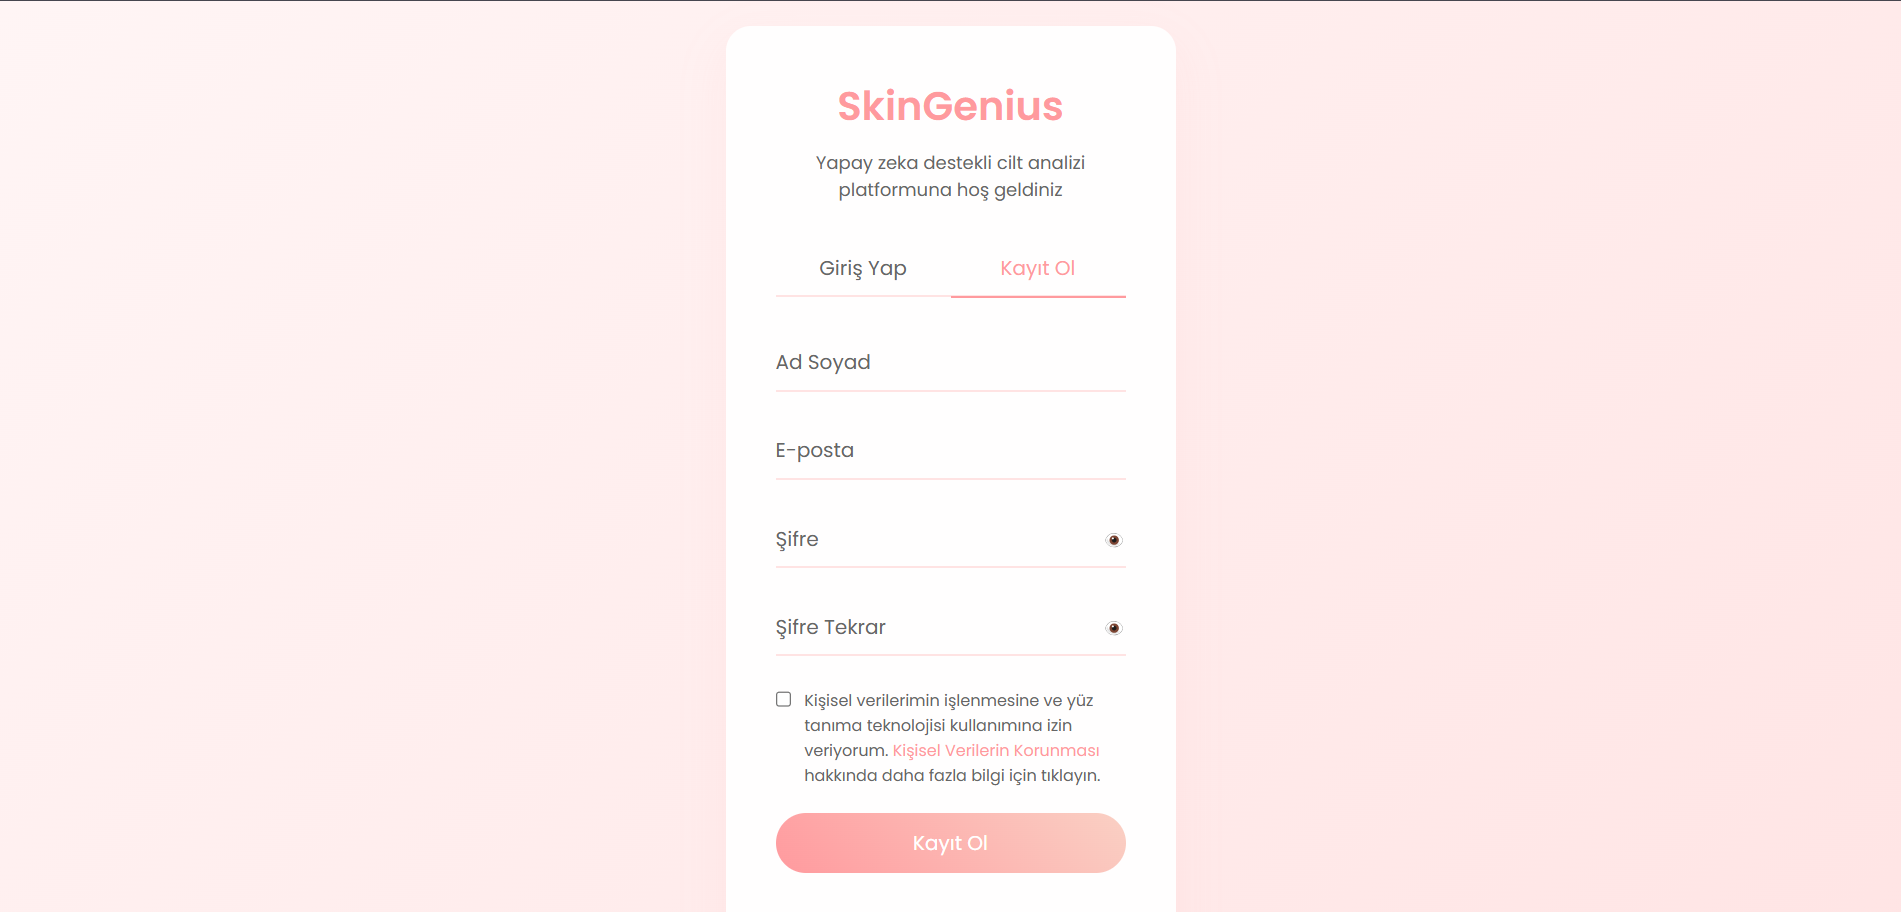 SkinGenius
Yapay zeka destekli cilt analizi
platformuna hoş geldiniz
Giriş Yap
Kayıt Ol
Ad Soyad
E-posta
Şifre
Şifre Tekrar
Kişisel verilerimin işlenmesine ve yüz
tanıma teknolojisi kullanımına izin
veriyorum. Kişisel Verilerin Korunması
hakkında daha fazla bilgi için tıklayın.
Kayıt Ol